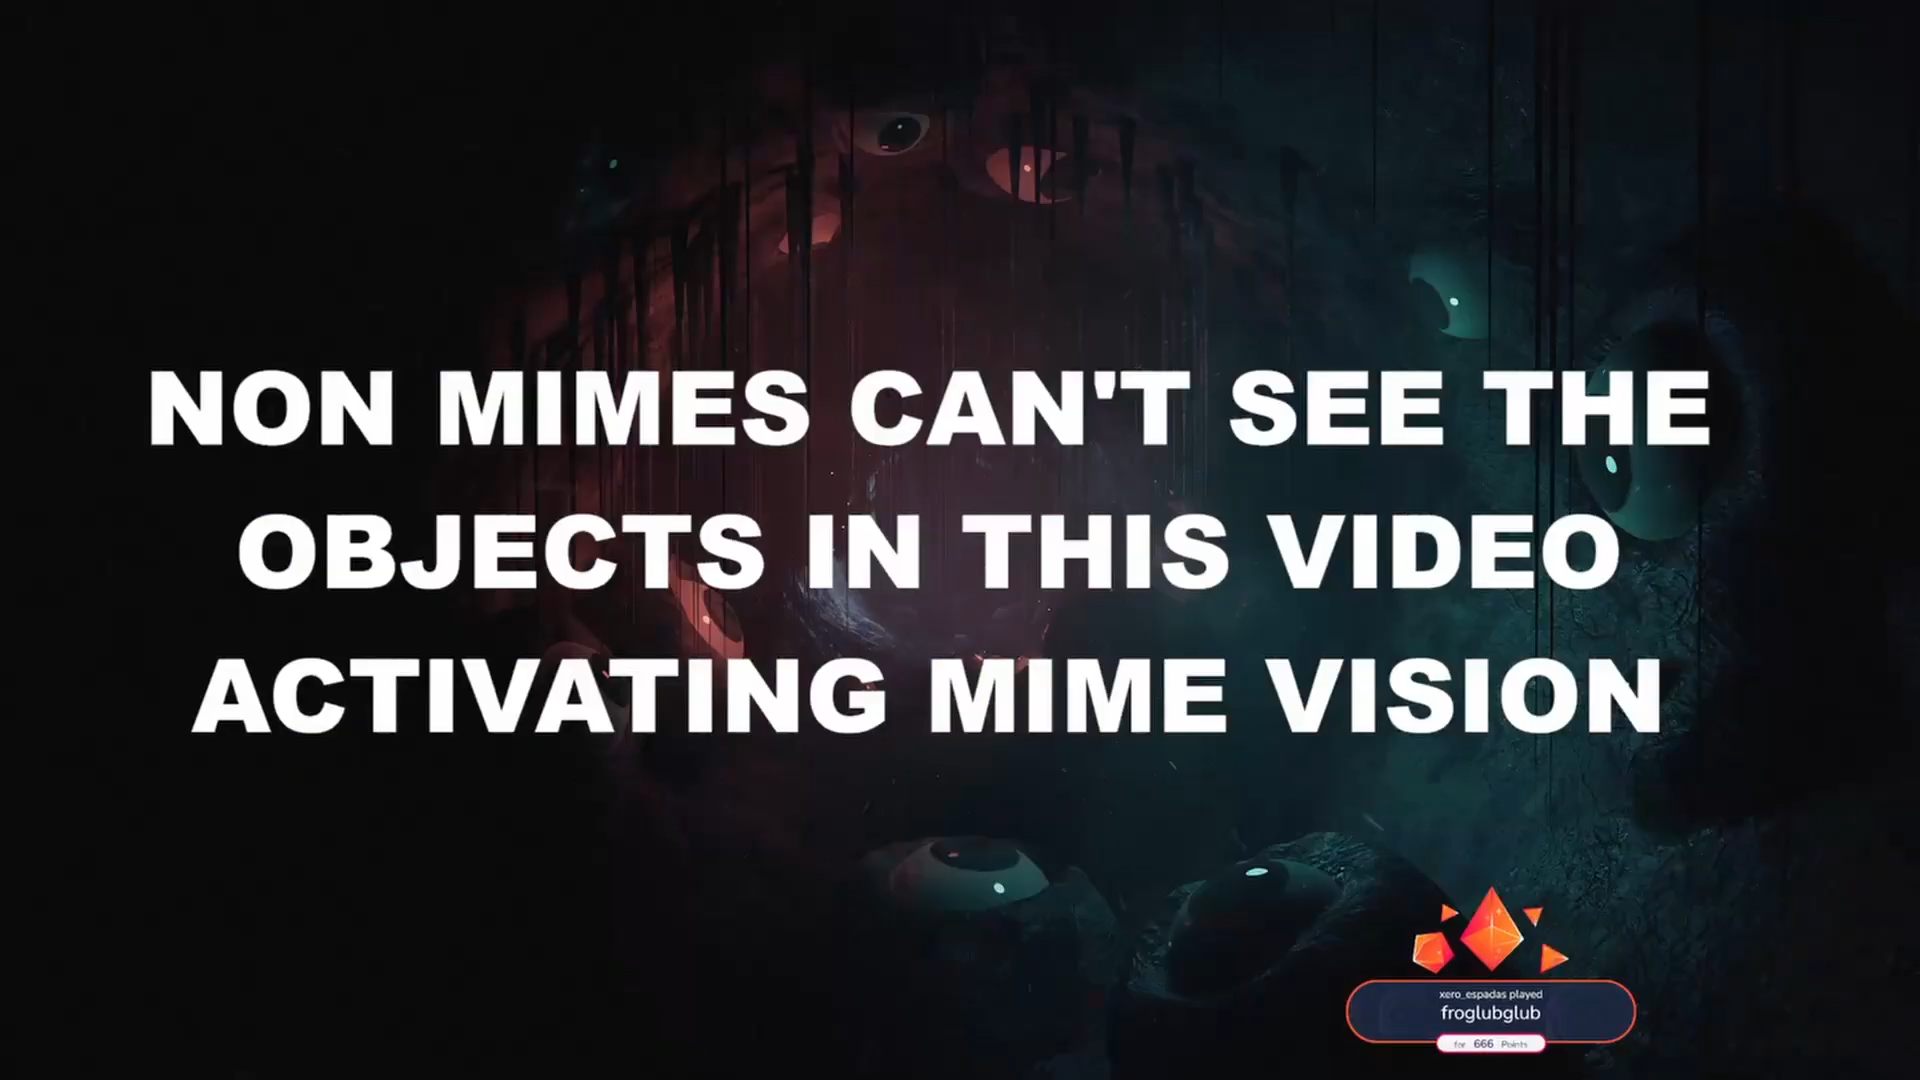 NON MIMES CAN'T SEE THE
OBJECTS IN THIS VIDEO
ACTIVATING MIME VISION
xero_espadas played
froglubglub
for 666 Points